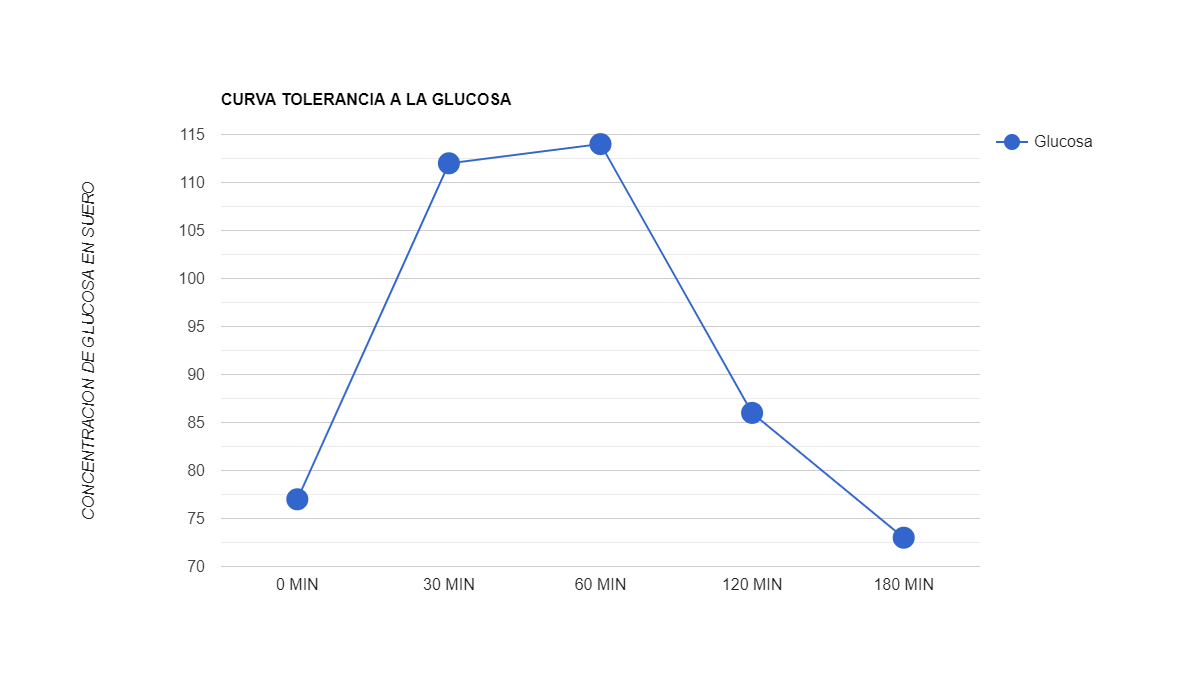 CURVA TOLERANCIA A LA GLUCOSA
Glucosa
CONCENTRACION DE GLUCOSA EN SUERO
115
110
105
100
95
90
85
80
75
70
0 MIN
30 MIN
60 MIN
120 MIN
180 MIN